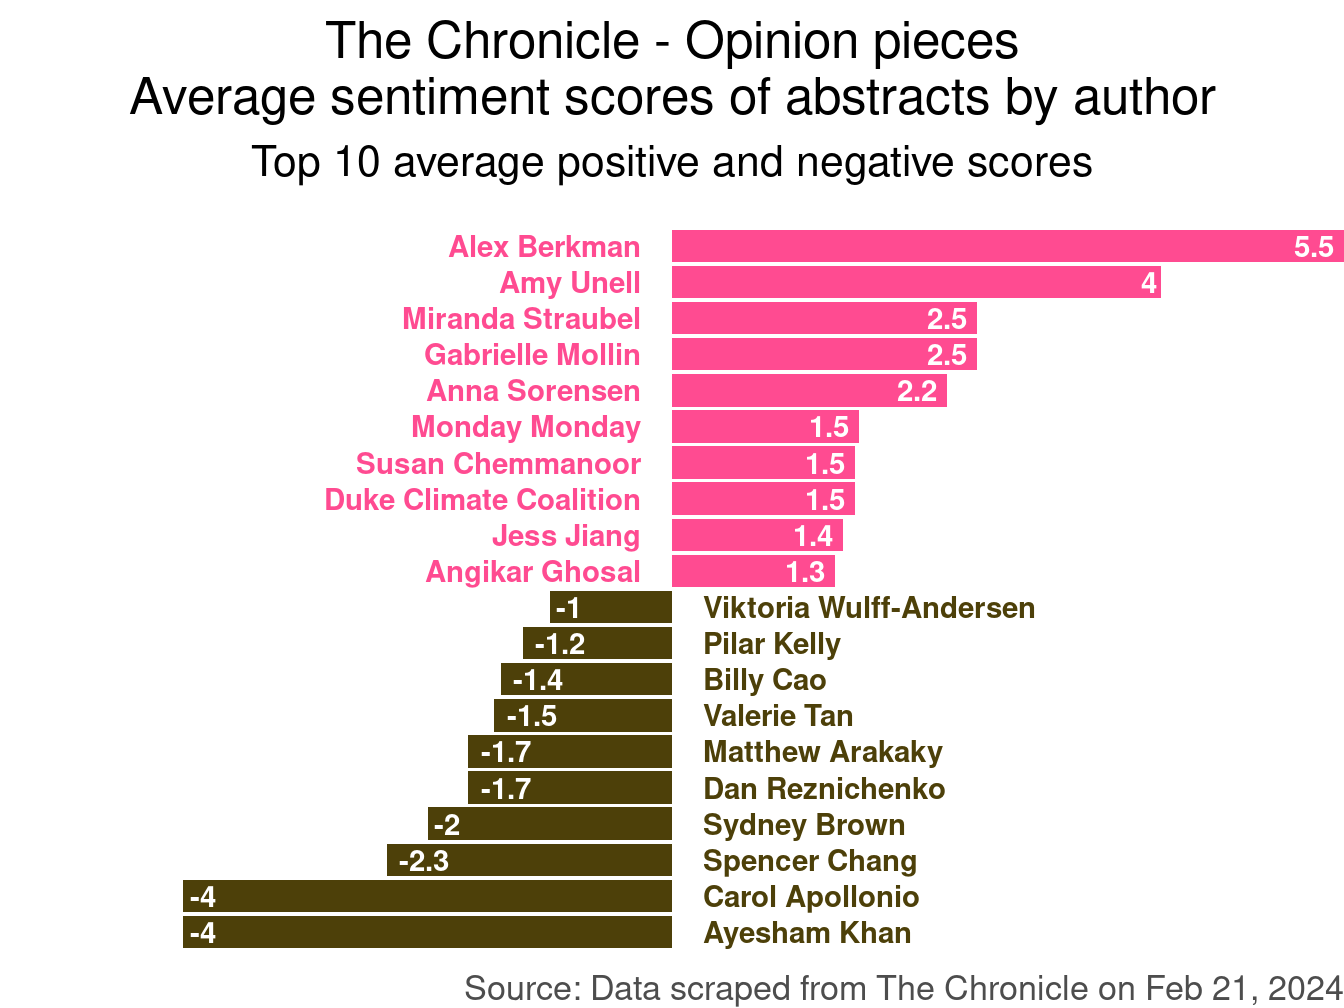 The Chronicle - Opinion pieces
Average sentiment scores of abstracts by author
Top 10 average positive and negative scores
Alex Berkman 5.5
Amy Unell 4
Miranda Straubel 2.5
Gabrielle Mollin 2.5
Anna Sorensen 2.2
Monday Monday 1.5
Susan Chemmanoor 1.5
Duke Climate Coalition 1.5
Jess Jiang 1.4
Angikar Ghosal 1.3
-1 Viktoria Wulff-Andersen
-1.2 Pilar Kelly
-1.4 Billy Cao
-1.5 Valerie Tan
-1.7 Matthew Arakaky
-1.7 Dan Reznichenko
-2 Sydney Brown
-2.3 Spencer Chang
-4 Carol Apollonio
-4 Ayesham Khan
Source: Data scraped from The Chronicle on Feb 21, 2024